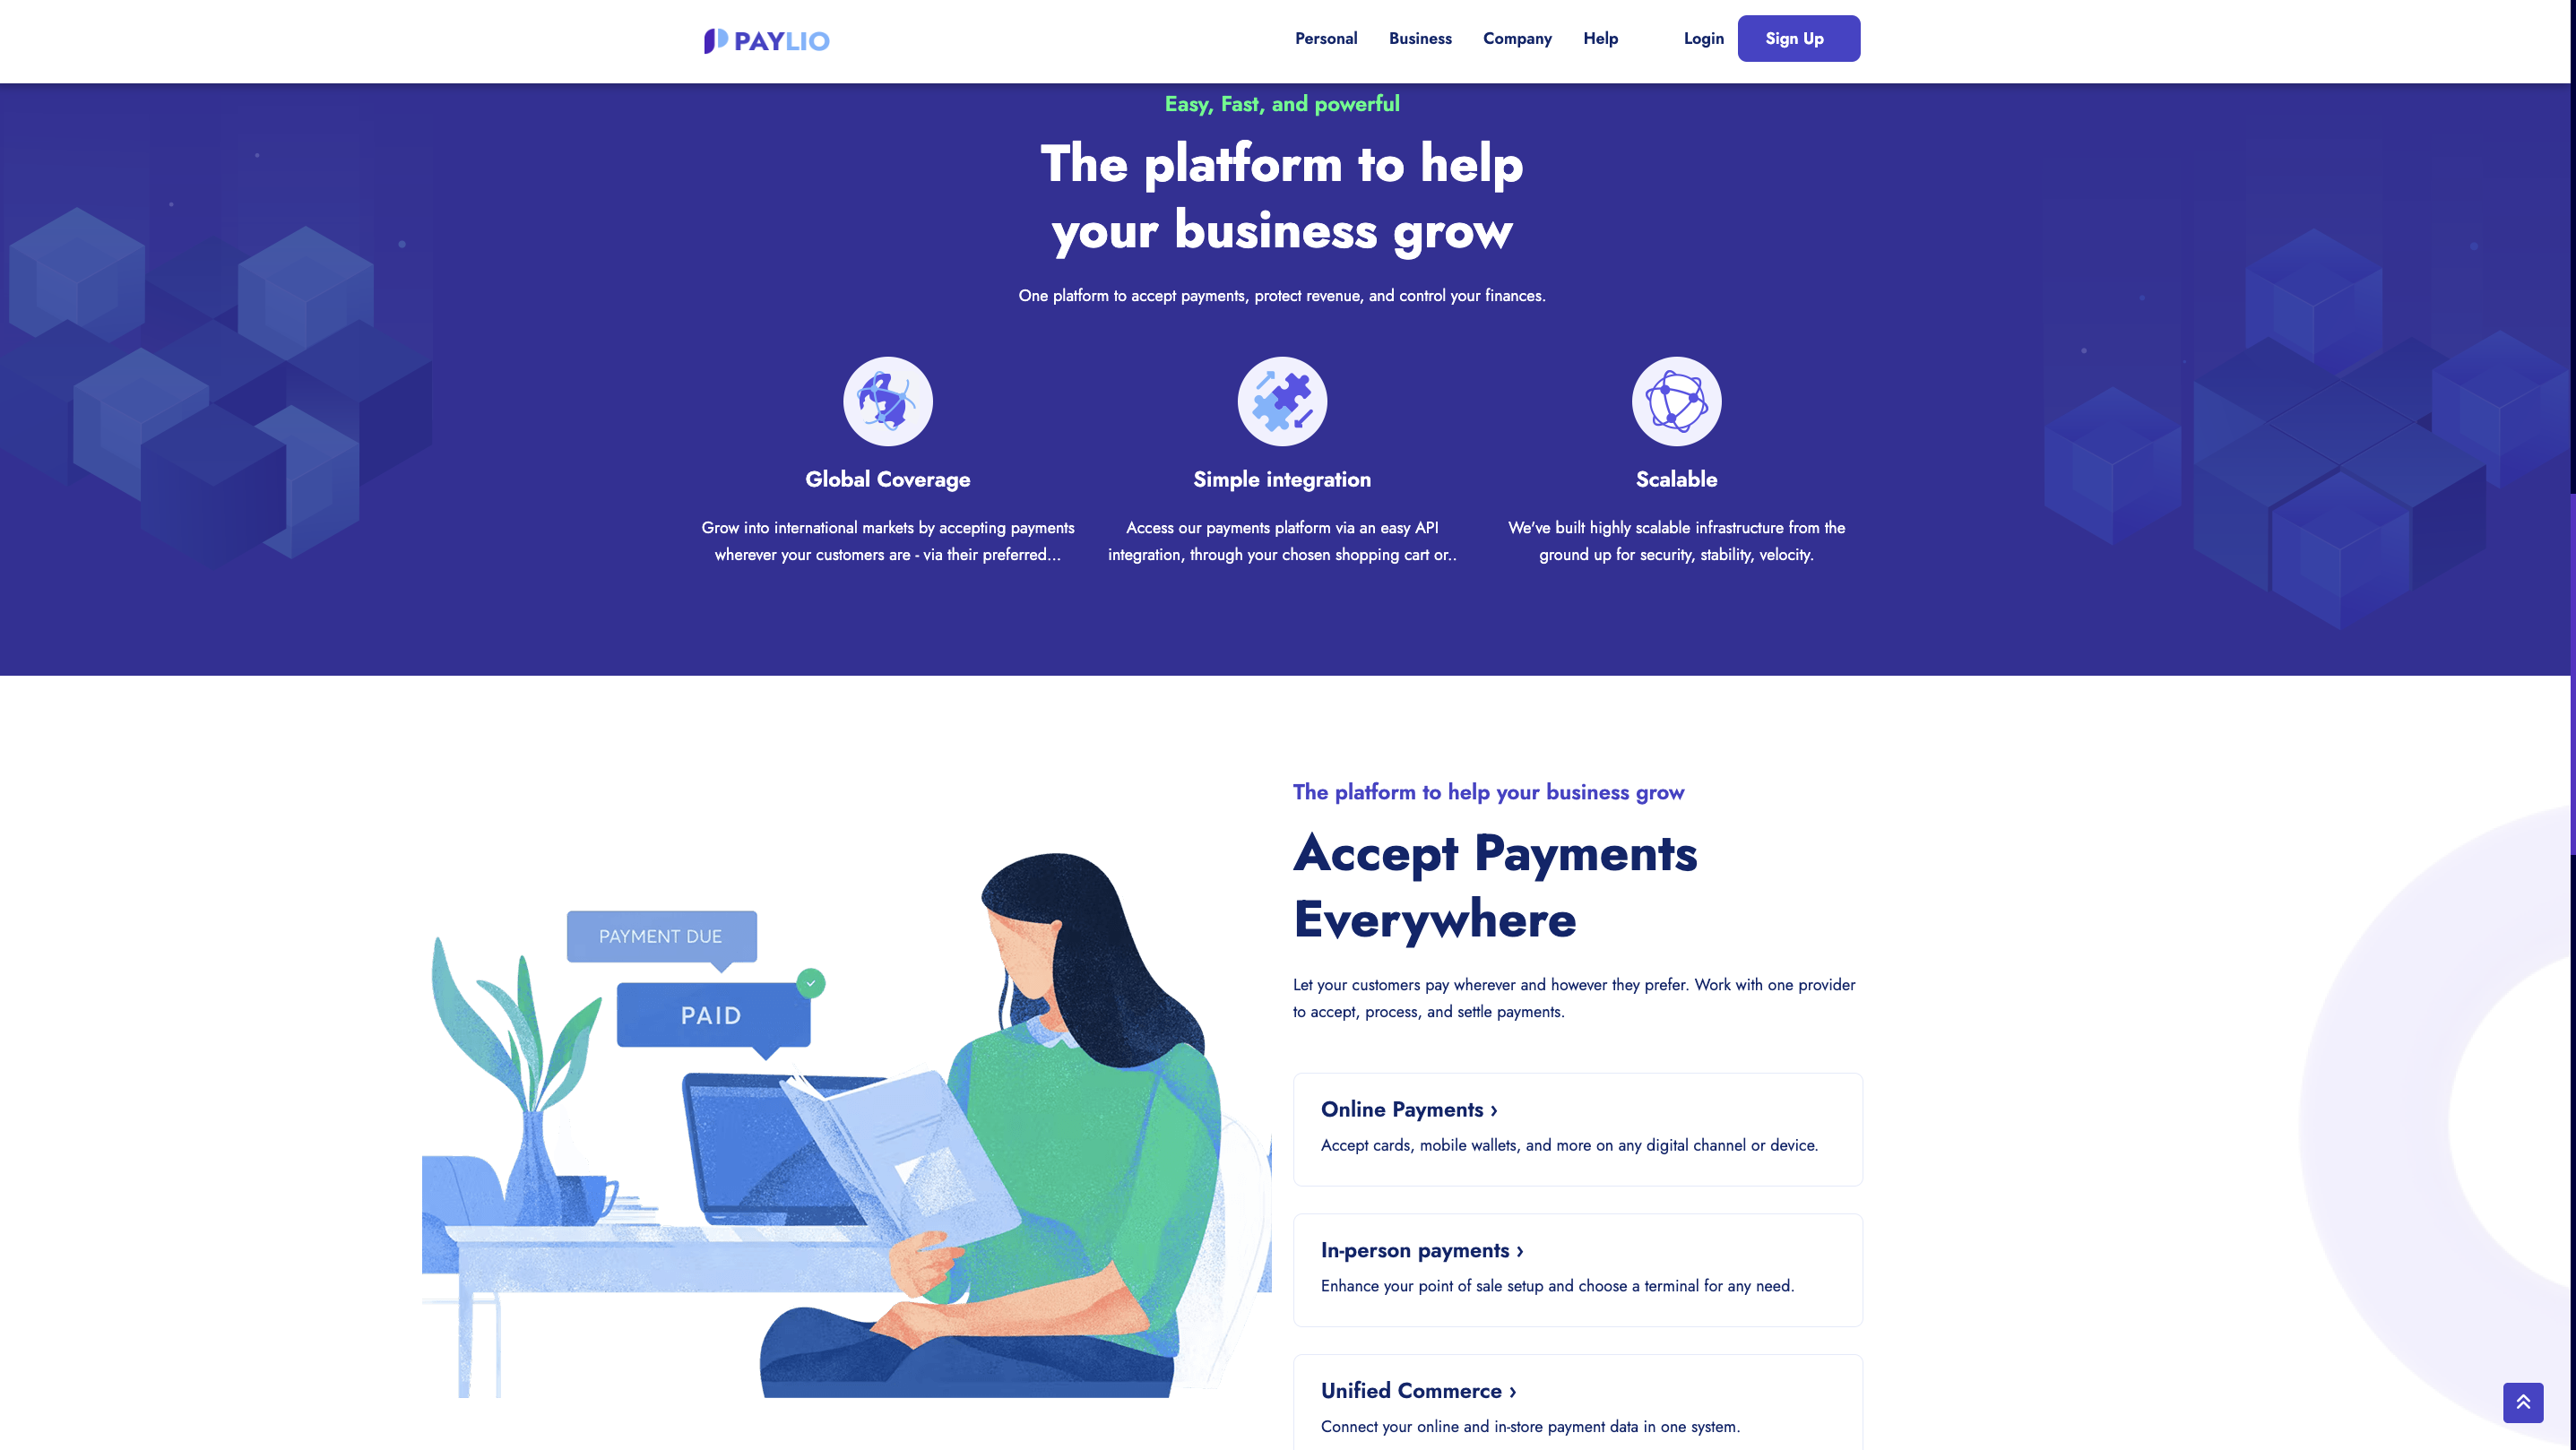 PAYLIO
Personal Business Company Help Login Sign Up
Easy, Fast, and powerful
The platform to help
your business grow
One platform to accept payments, protect revenue, and control your finances.
Global Coverage
Grow into international markets by accepting payments
wherever your customers are - via their preferred...
Simple integration
Access our payments platform via an easy API
integration, through your chosen shopping cart or..
Scalable
We've built highly scalable infrastructure from the
ground up for security, stability, velocity.
PAYMENT DUE
PAID
The platform to help your business grow
Accept Payments
Everywhere
Let your customers pay wherever and however they prefer. Work with one provider
to accept, process, and settle payments.
Online Payments ›
Accept cards, mobile wallets, and more on any digital channel or device.
In-person payments ›
Enhance your point of sale setup and choose a terminal for any need.
Unified Commerce ›
Connect your online and in-store payment data in one system.